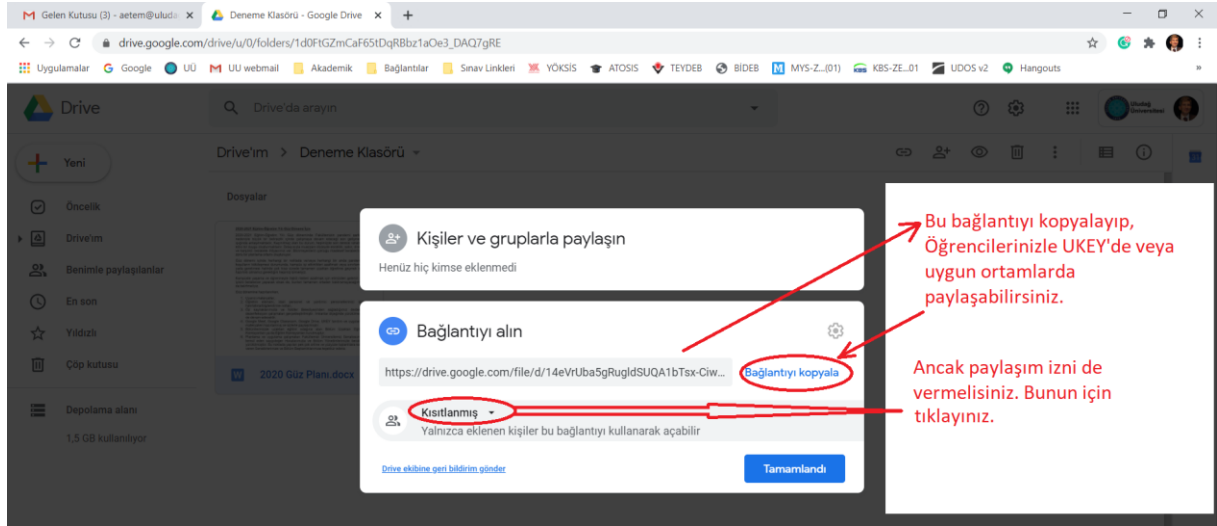 Gelen Kutusu (3) - aetem@uluda
Deneme Klasörü - Google Drive
drive.google.com/drive/u/0/folders/1d0FtGZmCaF65tDqRBbz1aOe3_DAQ7gRE
Uygulamalar Google UÜ UU webmail Akademik Bağlantılar Sınav Linkleri YÖKSİS ATOSIS TEYDEB BİDEB MYS-Z...(01) KBS-ZE...01 UDOS v2 Hangouts
Drive
Drive'da arayın
Uludağ
Üniversitesi
Yeni
Drive'ım > Deneme Klasörü
Öncelik
Drive'ım
Benimle paylaşılanlar
En son
Yıldızlı
Çöp kutusu
Depolama alanı
1,5 GB kullanılıyor
Dosyalar
2020 Güz Planı.docx
Kişiler ve gruplarla paylaşın
Henüz hiç kimse eklenmedi
Bağlantıyı alın
https://drive.google.com/file/d/14eVrUba5gRugldSUQA1bTsx-Ciw...
Bağlantıyı kopyala
Kısıtlanmış
Yalnızca eklenen kişiler bu bağlantıyı kullanarak açabilir
Drive ekibine geri bildirim gönder
Tamamlandı
Bu bağlantıyı kopyalayıp,
Öğrencilerinizle UKEY'de veya
uygun ortamlarda
paylaşabilirsiniz.
Ancak paylaşım izni de
vermelisiniz. Bunun için
tıklayınız.